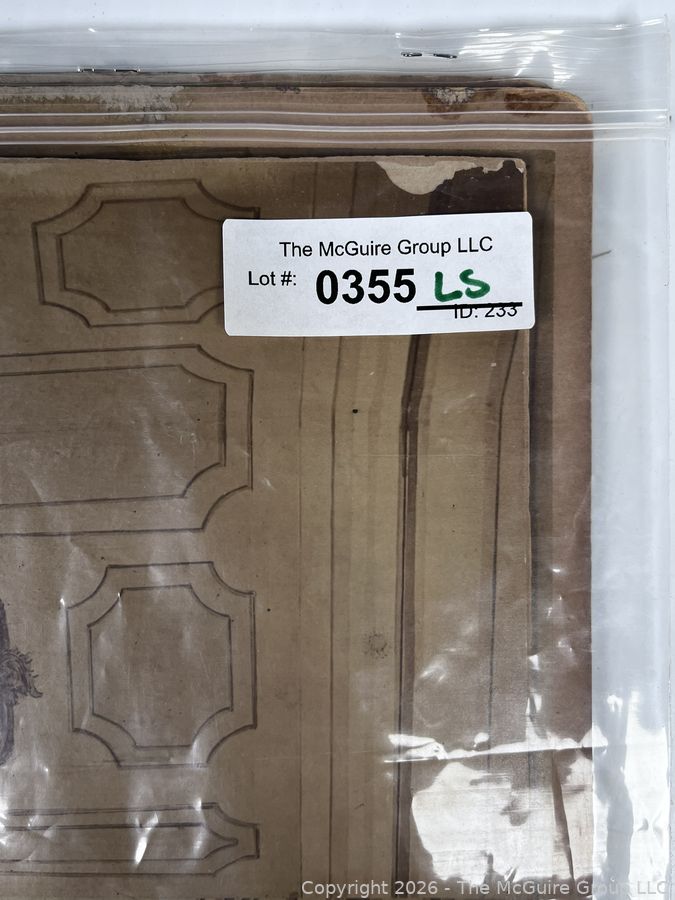 The McGuire Group LLC
Lot #: 0355 LS
ID: 233
Copyright 2026 - The McGuire Group LLC